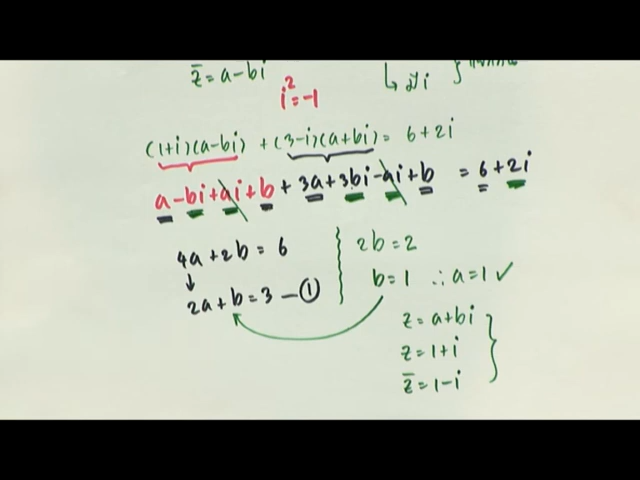 z̄ = a-bi
↳ มี i
i² = -1
(1+i)(a-bi) + (3-i)(a+bi) = 6+2i
a - bi + ai + b + 3a + 3bi - ai + b = 6 + 2i
4a + 2b = 6
2a + b = 3 — ①
2b = 2
b = 1 ∴ a = 1 ✓
z = a+bi
z = 1+i
z̄ = 1-i